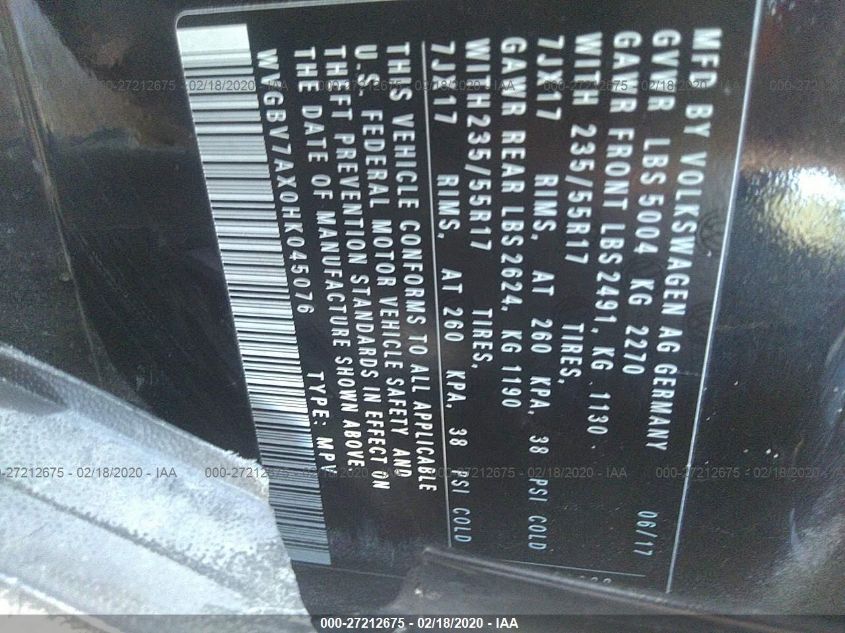 MFD BY VOLKSWAGEN AG GERMANY 06/17
GVWR LBS 5004 KG 2270
GAWR FRONT LBS 2491, KG 1130
WITH 235/55R17 TIRES,
7JX17 RIMS, AT 260 KPA, 38 PSI COLD
GAWR REAR LBS 2624, KG 1190
WITH 235/55R17 TIRES,
7JX17 RIMS, AT 260 KPA, 38 PSI COLD
THIS VEHICLE CONFORMS TO ALL APPLICABLE
U.S. FEDERAL MOTOR VEHICLE SAFETY AND
THEFT PREVENTION STANDARDS IN EFFECT ON
THE DATE OF MANUFACTURE SHOWN ABOVE
WVGBV7AX0HK045076 TYPE: MPV
000-27212675 - 02/18/2020 - IAA